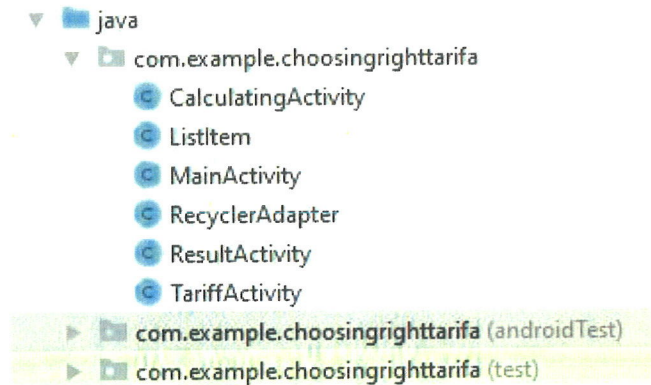 java
com.example.choosingrighttarifa
CalculatingActivity
ListItem
MainActivity
RecyclerAdapter
ResultActivity
TariffActivity
com.example.choosingrighttarifa (androidTest)
com.example.choosingrighttarifa (test)